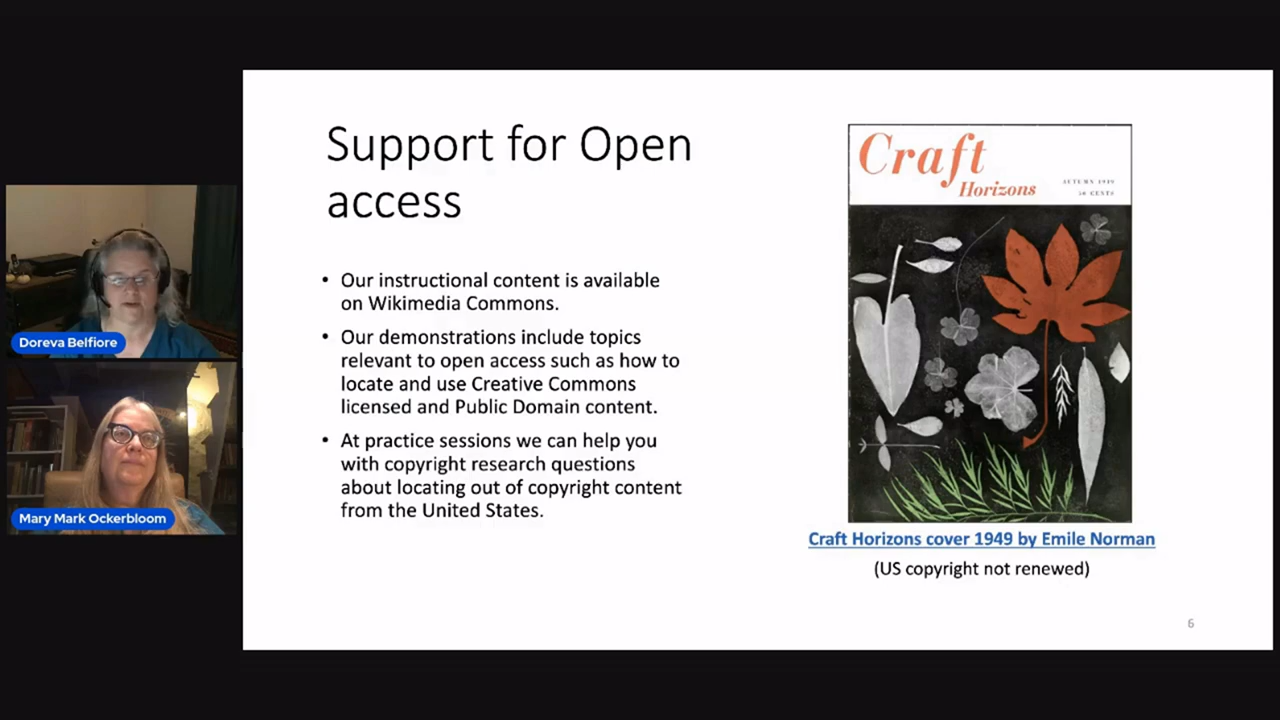 Support for Open
access
• Our instructional content is available
on Wikimedia Commons.
• Our demonstrations include topics
relevant to open access such as how to
locate and use Creative Commons
licensed and Public Domain content.
• At practice sessions we can help you
with copyright research questions
about locating out of copyright content
from the United States.
Craft
Horizons
AUTUMN 1949
50 CENTS
Craft Horizons cover 1949 by Emile Norman
(US copyright not renewed)
6
Doreva Belfiore
Mary Mark Ockerbloom